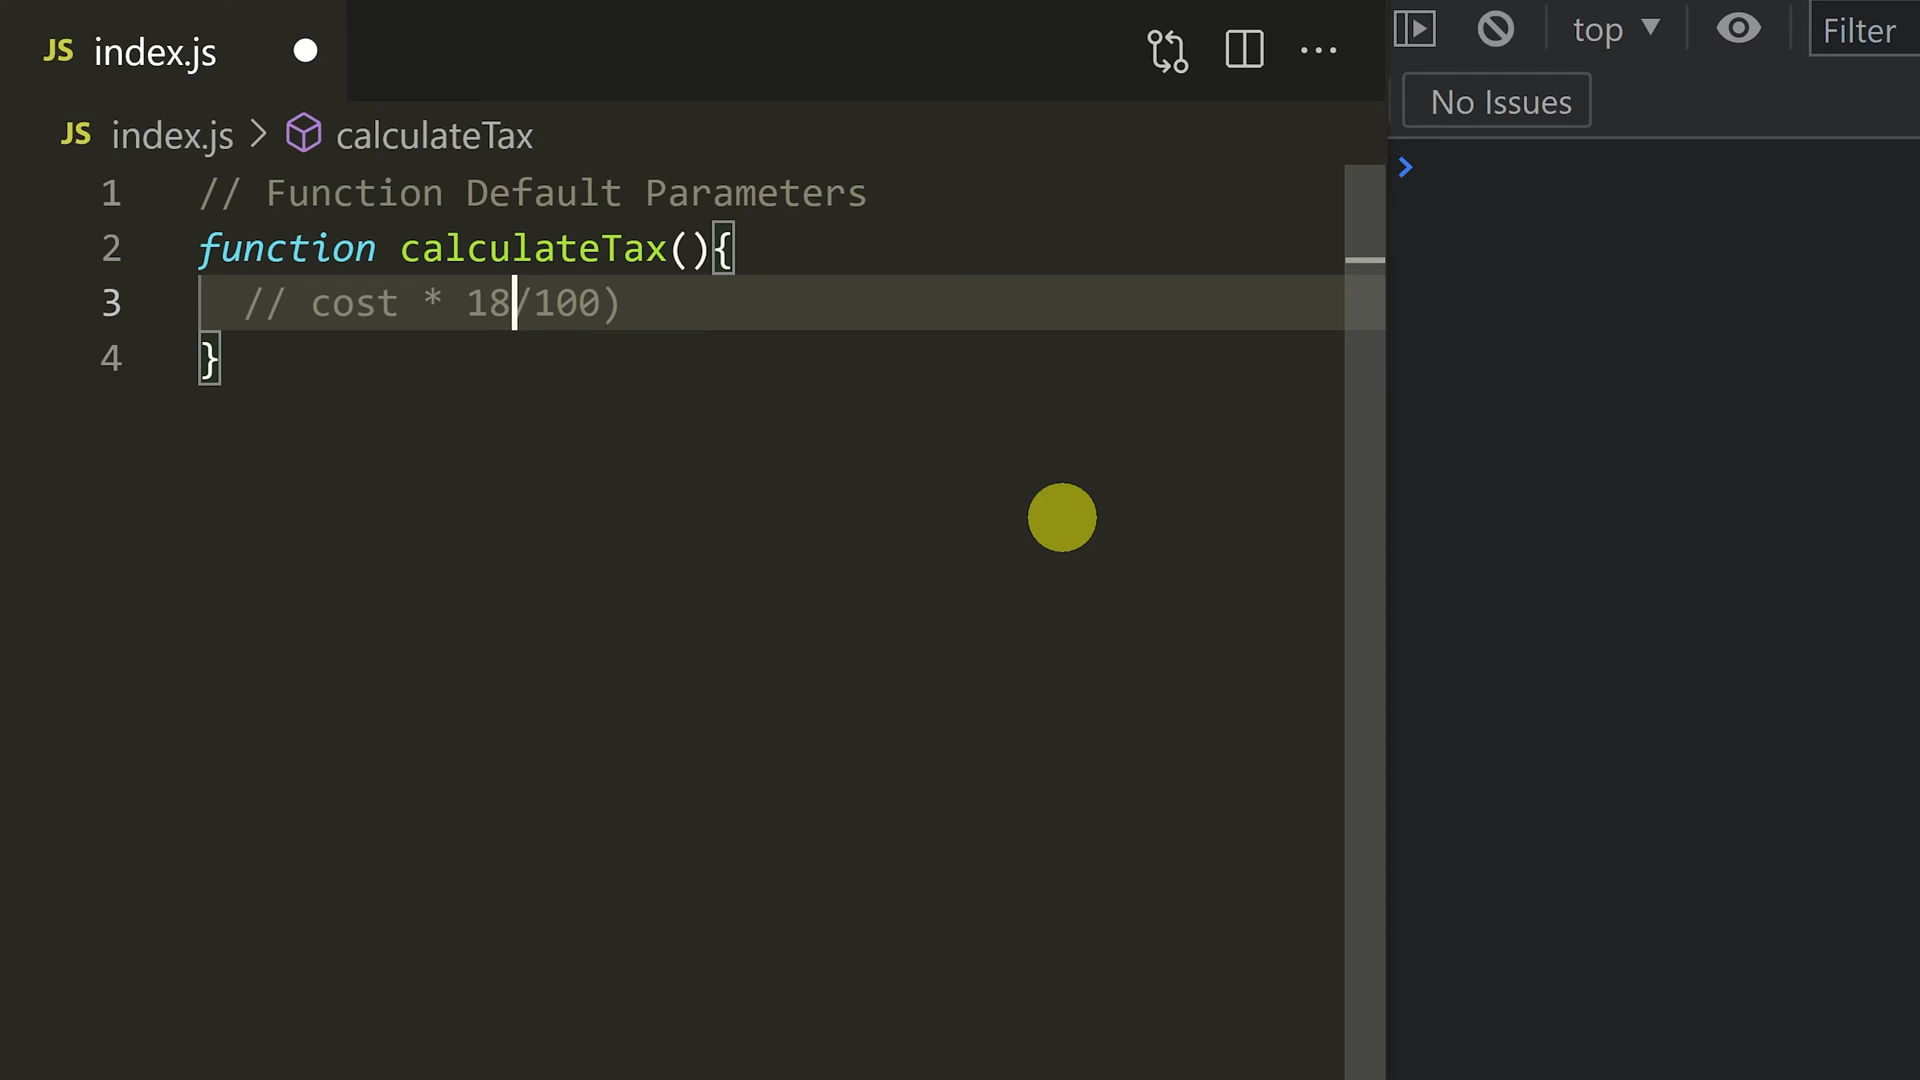 JS index.js
JS index.js > calculateTax
1 // Function Default Parameters
2 function calculateTax(){
3 // cost * 18/100)
4 }
top ▼
Filter
No Issues
>